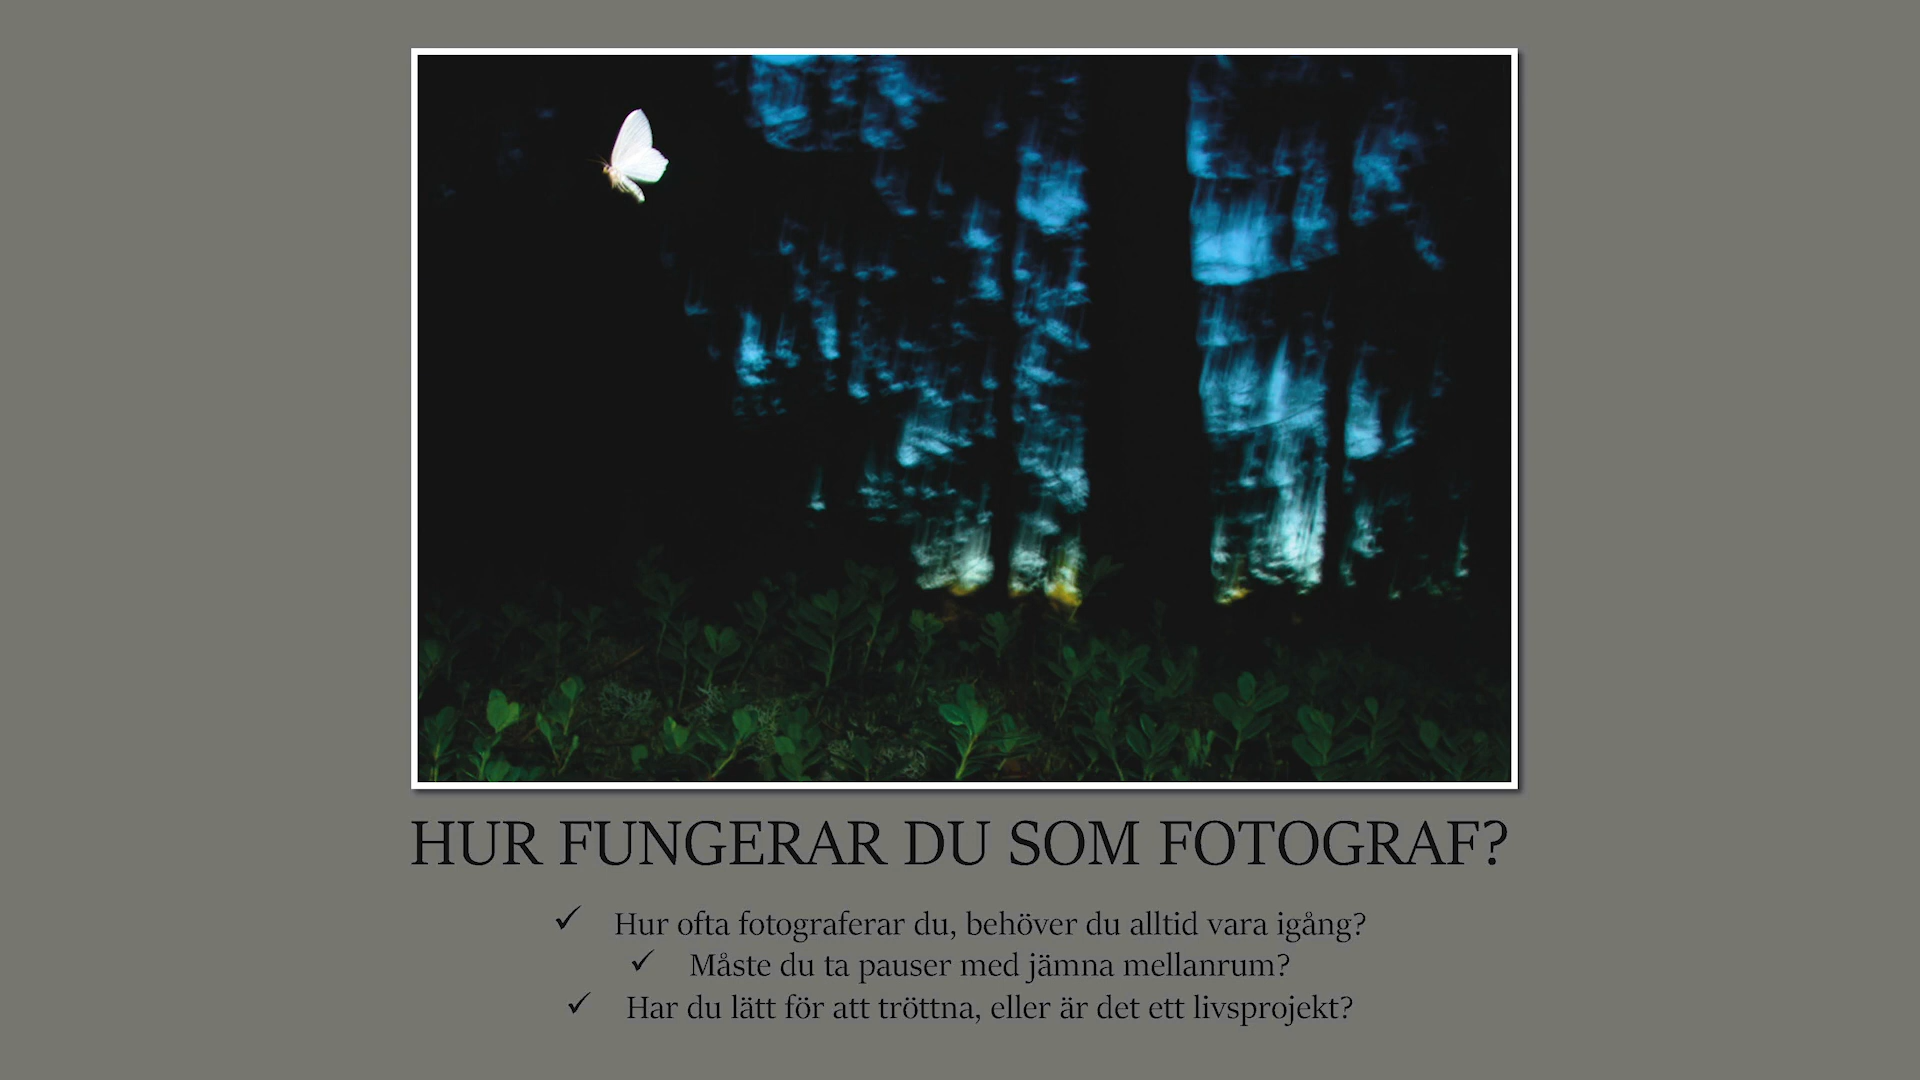 HUR FUNGERAR DU SOM FOTOGRAF?
✓ Hur ofta fotograferar du, behöver du alltid vara igång?
✓ Måste du ta pauser med jämna mellanrum?
✓ Har du lätt för att tröttna, eller är det ett livsprojekt?